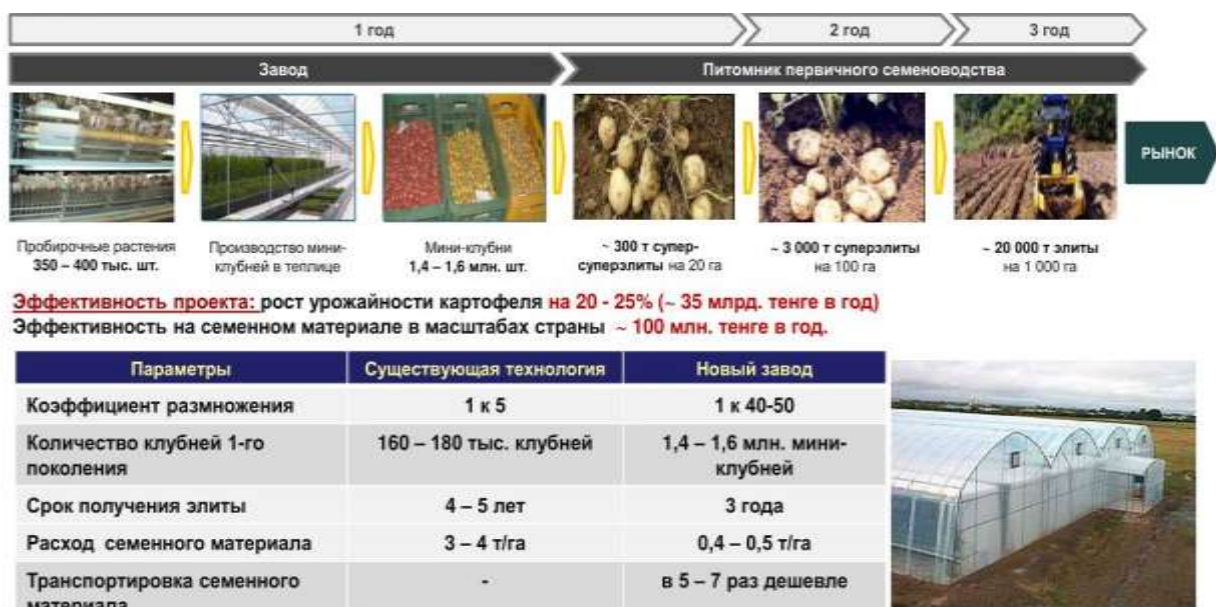 1 год
2 год
3 год
Завод
Питомник первичного семеноводства
РЫНОК
Пробирочные растения
350 – 400 тыс. шт.
Производство мини-
клубней в теплице
Мини-клубни
1,4 – 1,6 млн. шт.
~ 300 т супер-
суперэлиты на 20 га
~ 3 000 т суперэлиты
на 100 га
~ 20 000 т элиты
на 1 000 га
Эффективность проекта: рост урожайности картофеля на 20 - 25% (~ 35 млрд. тенге в год)
Эффективность на семенном материале в масштабах страны ~ 100 млн. тенге в год.
Параметры
Существующая технология
Новый завод
Коэффициент размножения
1 к 5
1 к 40-50
Количество клубней 1-го
поколения
160 – 180 тыс. клубней
1,4 – 1,6 млн. мини-
клубней
Срок получения элиты
4 – 5 лет
3 года
Расход семенного материала
3 – 4 т/га
0,4 – 0,5 т/га
Транспортировка семенного
материала
-
в 5 – 7 раз дешевле